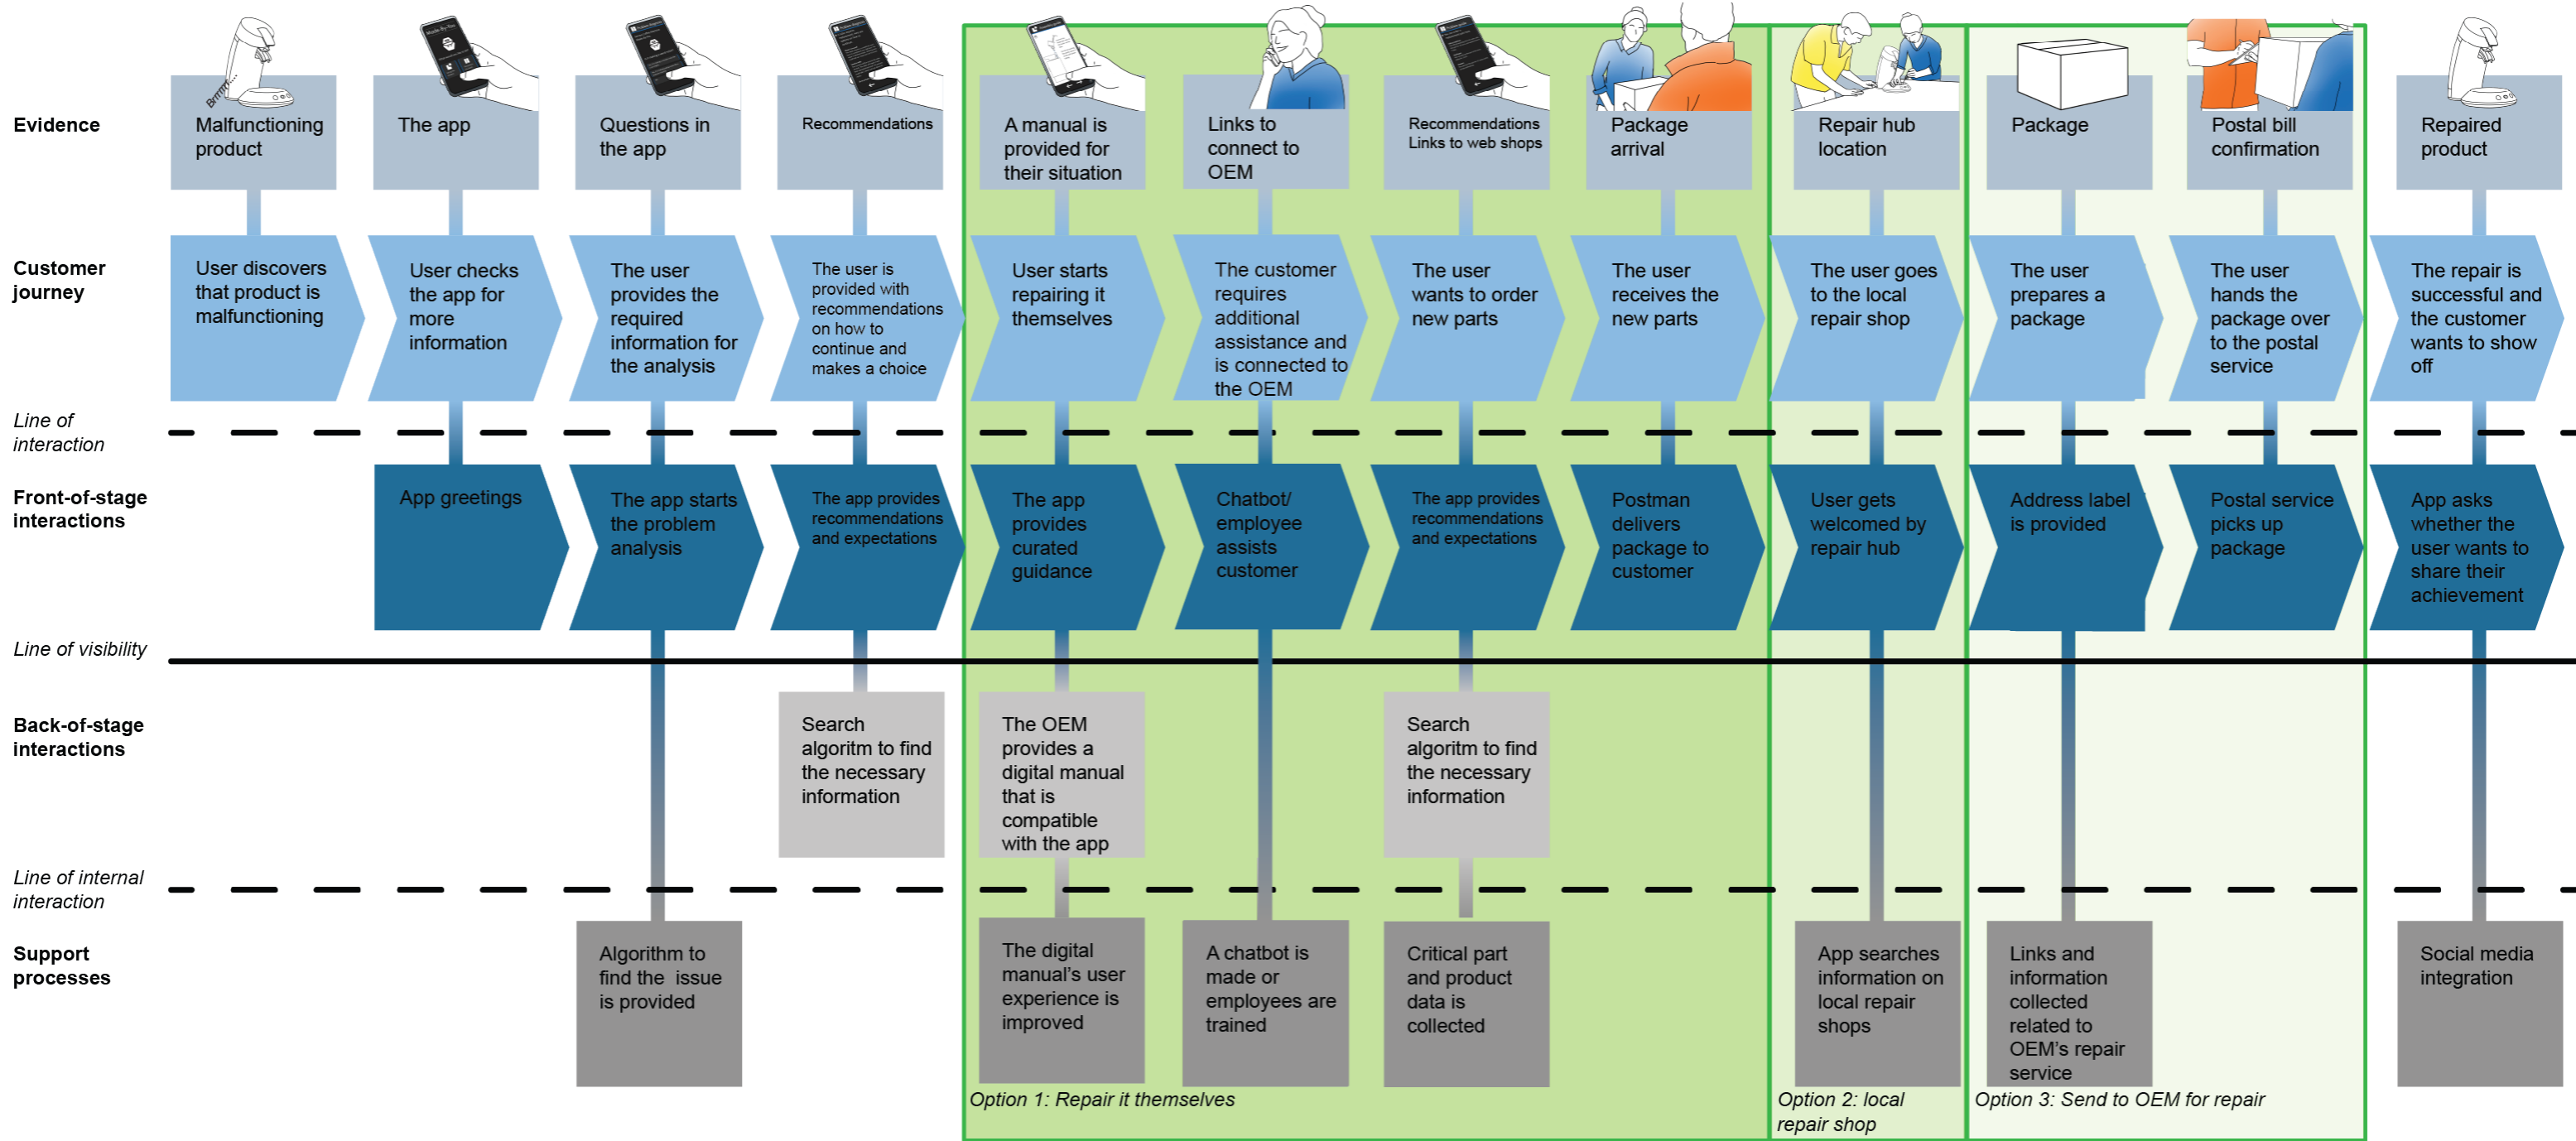 Evidence
Malfunctioning
product
The app
Questions in
the app
Recommendations
A manual is
provided for
their situation
Links to
connect to
OEM
Recommendations
Links to web shops
Package
arrival
Repair hub
location
Package
Postal bill
confirmation
Repaired
product
Customer
journey
User discovers
that product is
malfunctioning
User checks
the app for
more
information
The user
provides the
required
information for
the analysis
The user is
provided with
recommendations
on how to
continue and
makes a choice
User starts
repairing it
themselves
The customer
requires
additional
assistance and
is connected to
the OEM
The user
wants to order
new parts
The user
receives the
new parts
The user goes
to the local
repair shop
The user
prepares a
package
The user
hands the
package over
to the postal
service
The repair is
successful and
the customer
wants to show
off
Line of
interaction
Front-of-stage
interactions
App greetings
The app starts
the problem
analysis
The app provides
recommendations
and expectations
The app
provides
curated
guidance
Chatbot/
employee
assists
customer
The app provides
recommendations
and expectations
Postman
delivers
package to
customer
User gets
welcomed by
repair hub
Address label
is provided
Postal service
picks up
package
App asks
whether the
user wants to
share their
achievement
Line of visibility
Back-of-stage
interactions
Search
algoritm to find
the necessary
information
The OEM
provides a
digital manual
that is
compatible
with the app
Search
algoritm to find
the necessary
information
Line of internal
interaction
Support
processes
Algorithm to
find the issue
is provided
The digital
manual's user
experience is
improved
A chatbot is
made or
employees are
trained
Critical part
and product
data is
collected
App searches
information on
local repair
shops
Links and
information
collected
related to
OEM's repair
service
Social media
integration
Option 1: Repair it themselves
Option 2: local
repair shop
Option 3: Send to OEM for repair